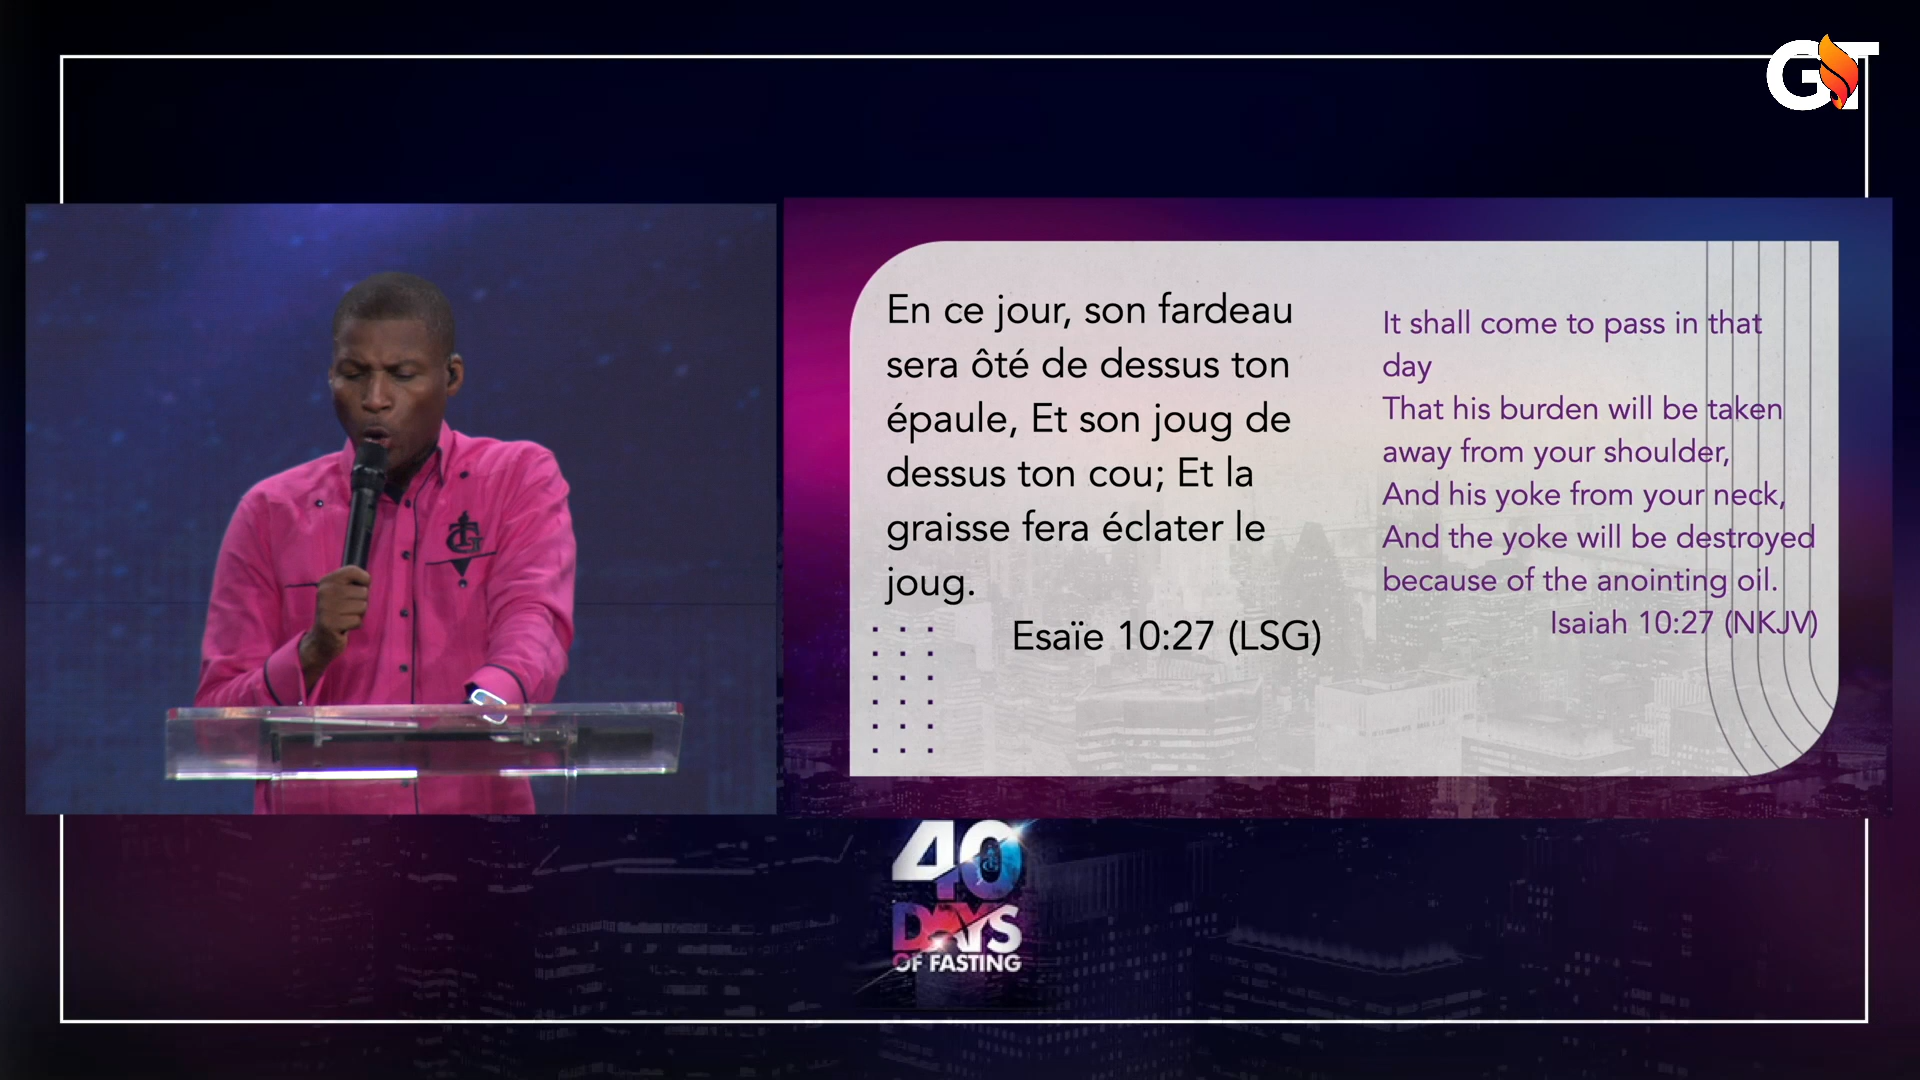 GT
En ce jour, son fardeau
sera ôté de dessus ton
épaule, Et son joug de
dessus ton cou; Et la
graisse fera éclater le
joug.
Esaïe 10:27 (LSG)
It shall come to pass in that
day
That his burden will be taken
away from your shoulder,
And his yoke from your neck,
And the yoke will be destroyed
because of the anointing oil.
Isaiah 10:27 (NKJV)
40
DAYS
OF FASTING